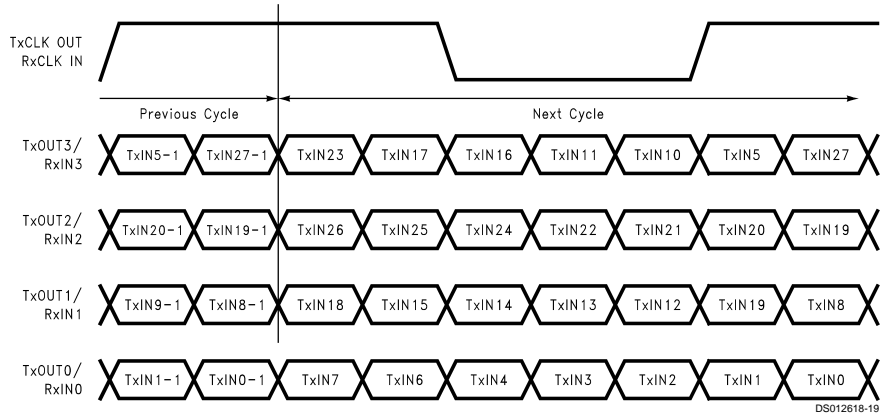 TxCLK OUT
RxCLK IN
Previous Cycle
Next Cycle
TxOUT3/
RxIN3
TxIN5-1 TxIN27-1 TxIN23 TxIN17 TxIN16 TxIN11 TxIN10 TxIN5 TxIN27
TxOUT2/
RxIN2
TxIN20-1 TxIN19-1 TxIN26 TxIN25 TxIN24 TxIN22 TxIN21 TxIN20 TxIN19
TxOUT1/
RxIN1
TxIN9-1 TxIN8-1 TxIN18 TxIN15 TxIN14 TxIN13 TxIN12 TxIN19 TxIN8
TxOUT0/
RxIN0
TxIN1-1 TxIN0-1 TxIN7 TxIN6 TxIN4 TxIN3 TxIN2 TxIN1 TxIN0
DS012618-19